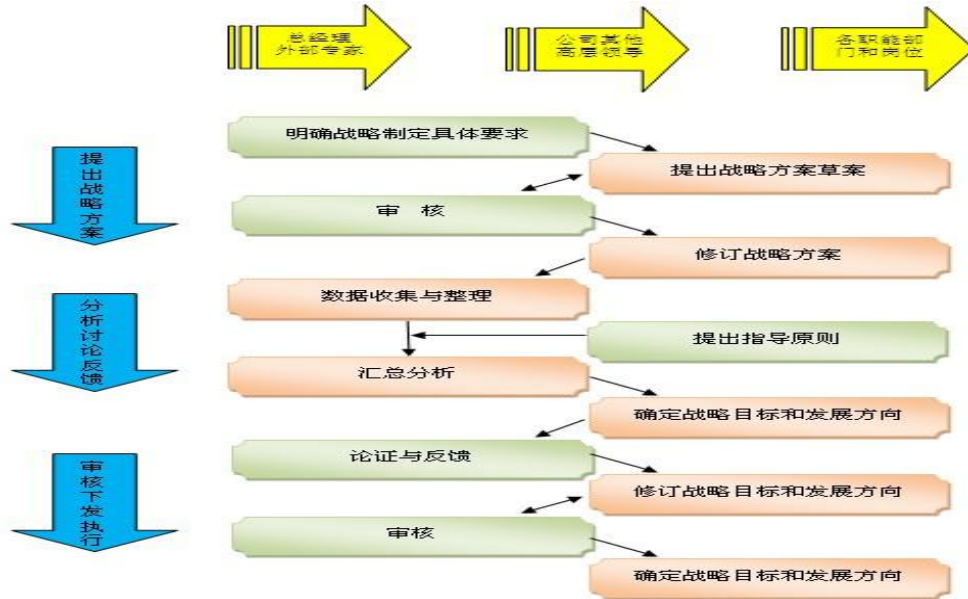 总经理
外部专家
公司其他
高层领导
各职能部
门和岗位
提出战略方案
明确战略制定具体要求
提出战略方案草案
审 核
修订战略方案
分析讨论反馈
数据收集与整理
提出指导原则
汇总分析
确定战略目标和发展方向
审核下发执行
论证与反馈
修订战略目标和发展方向
审核
确定战略目标和发展方向